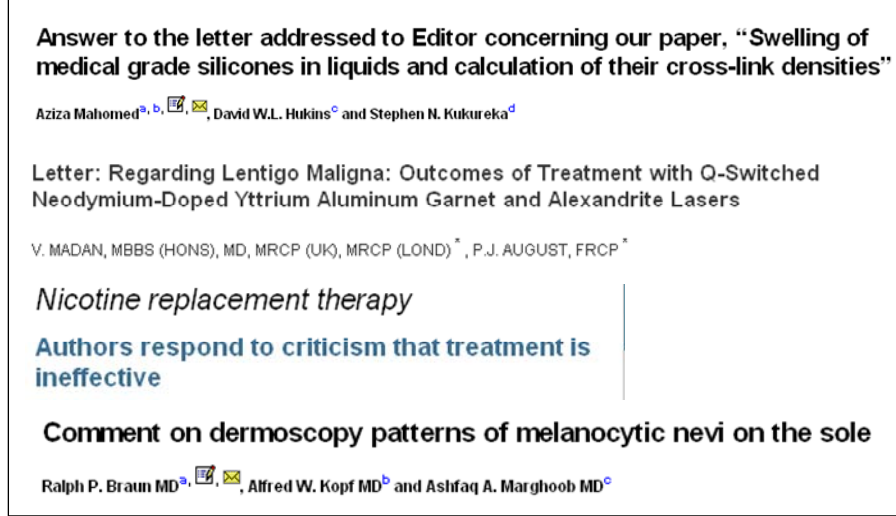 Answer to the letter addressed to Editor concerning our paper, “Swelling of
medical grade silicones in liquids and calculation of their cross-link densities”
Aziza Mahomed a, b, , David W.L. Hukins c and Stephen N. Kukureka d
Letter: Regarding Lentigo Maligna: Outcomes of Treatment with Q-Switched
Neodymium-Doped Yttrium Aluminum Garnet and Alexandrite Lasers
V. MADAN, MBBS (HONS), MD, MRCP (UK), MRCP (LOND) *, P.J. AUGUST, FRCP *
Nicotine replacement therapy
Authors respond to criticism that treatment is
ineffective
Comment on dermoscopy patterns of melanocytic nevi on the sole
Ralph P. Braun MD a, , , Alfred W. Kopf MD b and Ashfaq A. Marghoob MD c